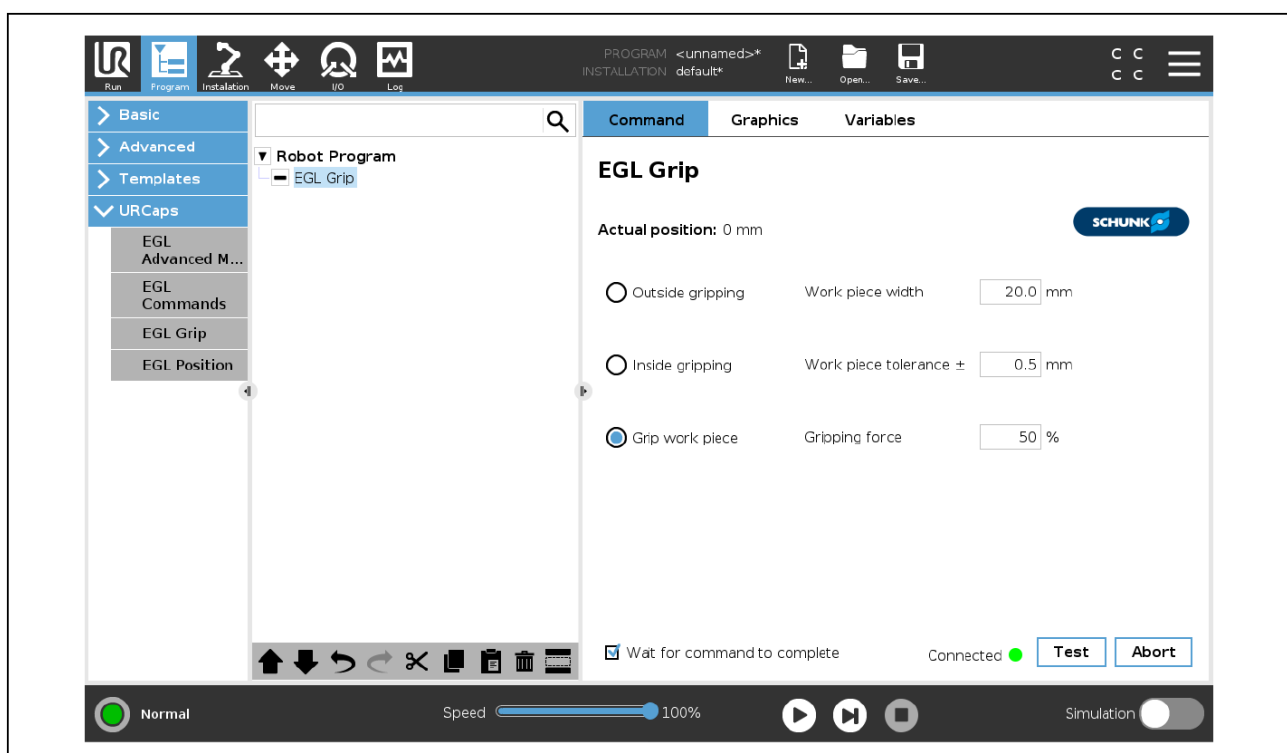 UR
Run
Program
Instalation
Move
I/O
Log
PROGRAM <unnamed>*
INSTALLATION default*
New...
Open...
Save...
C C
C C
Basic
Advanced
Templates
URCaps
EGL
Advanced M...
EGL
Commands
EGL Grip
EGL Position
Robot Program
EGL Grip
Command Graphics Variables
EGL Grip
Actual position: 0 mm
SCHUNK
Outside gripping Work piece width 20.0 mm
Inside gripping Work piece tolerance ± 0.5 mm
Grip work piece Gripping force 50 %
Wat for command to complete
Connected
Test
Abort
Normal
Speed 100%
Simulation